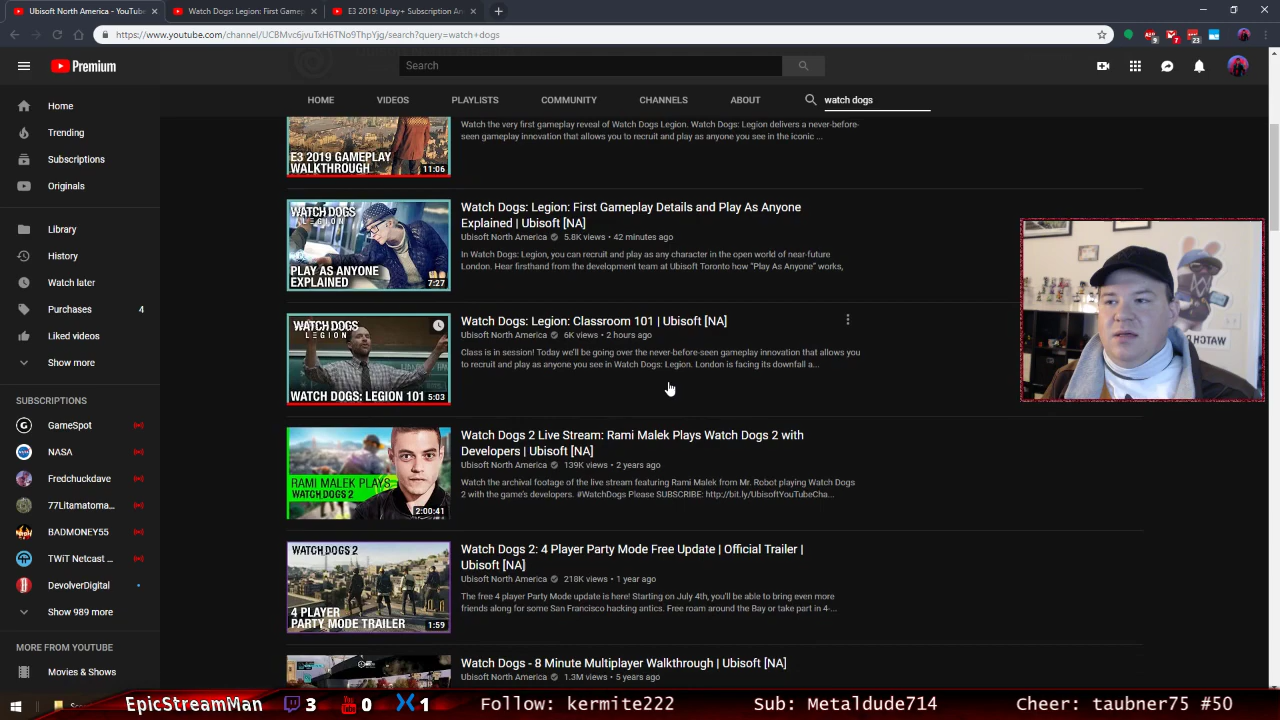 Ubisoft North America - YouTube
Watch Dogs: Legion: First Gamep
E3 2019: Uplay+ Subscription An
https://www.youtube.com/channel/UCBMvc6jvuTxH6TNo9ThpYjg/search?query=watch+dogs
9
7
23
Premium
Search
HOME
VIDEOS
PLAYLISTS
COMMUNITY
CHANNELS
ABOUT
watch dogs
Home
Trending
Subscriptions
Originals
Library
History
Watch later
Purchases 4
Liked videos
Show more
SUBSCRIPTIONS
GameSpot
NASA
Fredchuckdave
77Litamatoma...
BADMONEY55
TWiT Netcast ...
DevolverDigital
Show 989 more
MORE FROM YOUTUBE
Movies & Shows
E3 2019 GAMEPLAY
WALKTHROUGH
11:06
Watch the very first gameplay reveal of Watch Dogs Legion. Watch Dogs: Legion delivers a never-before-
seen gameplay innovation that allows you to recruit and play as anyone you see in the iconic ...
WATCH DOGS
LEGION
PLAY AS ANYONE
EXPLAINED
7:27
Watch Dogs: Legion: First Gameplay Details and Play As Anyone
Explained | Ubisoft [NA]
Ubisoft North America 5.8K views • 42 minutes ago
In Watch Dogs: Legion, you can recruit and play as any character in the open world of near-future
London. Hear firsthand from the development team at Ubisoft Toronto how “Play As Anyone” works,
WATCH DOGS
LEGION
WATCH DOGS: LEGION 101
5:03
Watch Dogs: Legion: Classroom 101 | Ubisoft [NA]
Ubisoft North America 6K views • 2 hours ago
Class is in session! Today we'll be going over the never-before-seen gameplay innovation that allows you
to recruit and play as anyone you see in Watch Dogs: Legion. London is facing its downfall a...
RAMI MALEK PLAYS
WATCH DOGS 2
2:00:41
Watch Dogs 2 Live Stream: Rami Malek Plays Watch Dogs 2 with
Developers | Ubisoft [NA]
Ubisoft North America 139K views • 2 years ago
Watch the archival footage of the live stream featuring Rami Malek from Mr. Robot playing Watch Dogs
2 with the game's developers. #WatchDogs Please SUBSCRIBE: http://bit.ly/UbisoftYouTubeCha...
WATCH DOGS 2
4 PLAYER
PARTY MODE TRAILER
1:59
Watch Dogs 2: 4 Player Party Mode Free Update | Official Trailer |
Ubisoft [NA]
Ubisoft North America 218K views • 1 year ago
The free 4 player Party Mode update is here! Starting on July 4th, you'll be able to bring even more
friends along for some San Francisco hacking antics. Free roam around the Bay or take part in 4-...
Watch Dogs - 8 Minute Multiplayer Walkthrough | Ubisoft [NA]
Ubisoft North America 1.3M views • 5 years ago
EpicStreamMan
3
0
1
Follow: kermite222
Sub: Metaldude714
Cheer: taubner75 #50